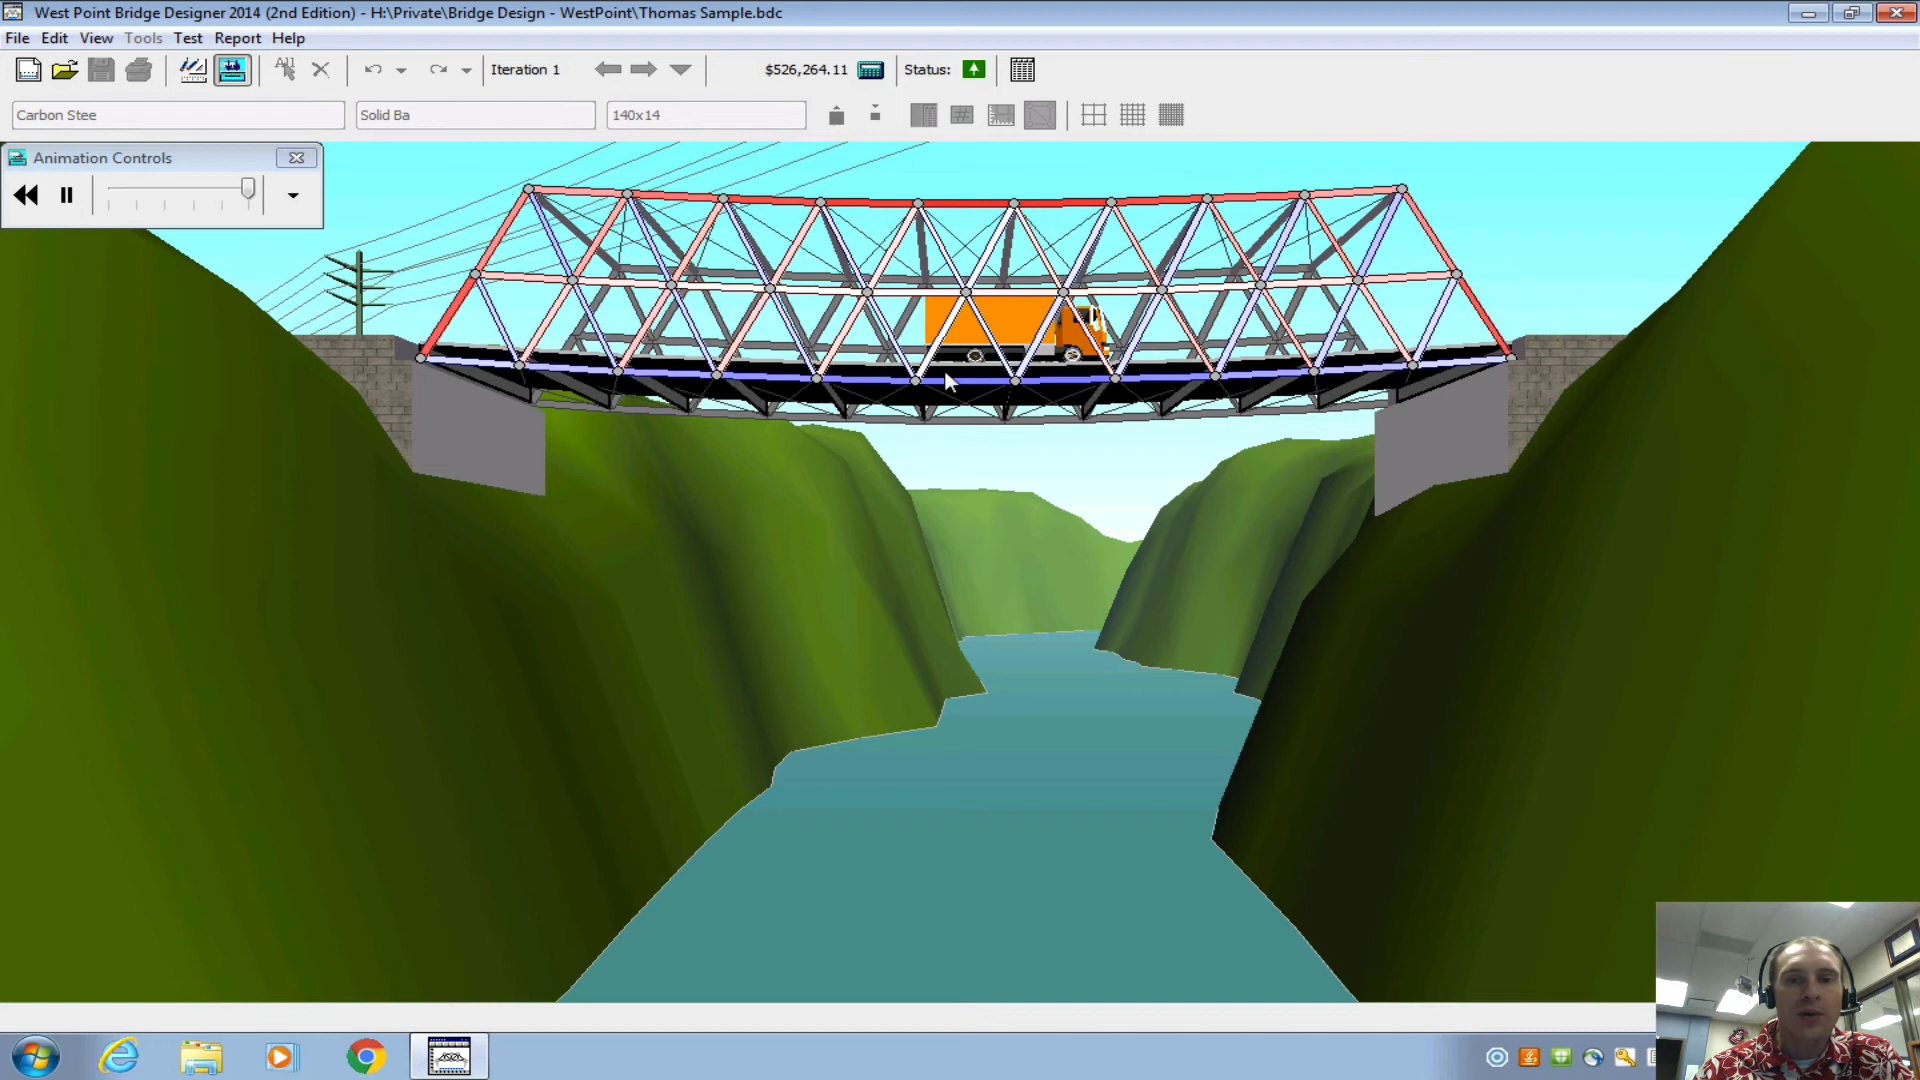 West Point Bridge Designer 2014 (2nd Edition) - H:\Private\Bridge Design - WestPoint\Thomas Sample.bdc
File Edit View Tools Test Report Help
All Iteration 1 $526,264.11 Status:
Carbon Stee Solid Ba 140x14
Animation Controls